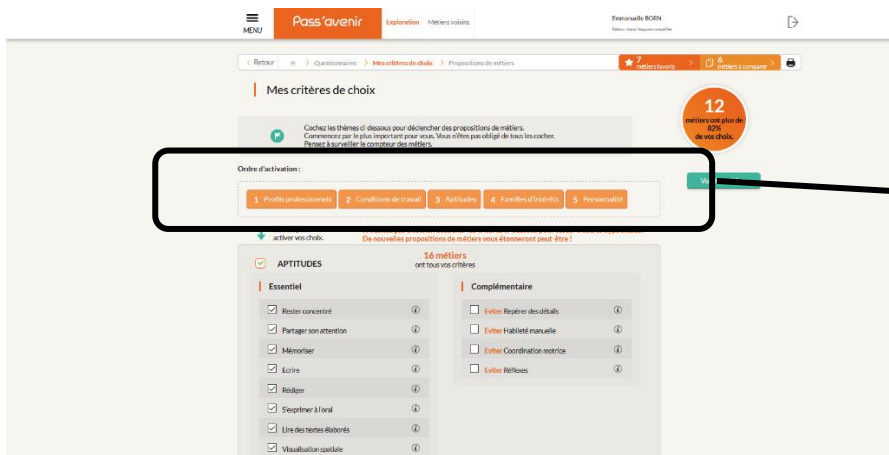 MENU
Pass'avenir
Exploration Métiers voisins
Emmanuelle BORN
Retour dans l'espace conseiller
Retour > Questionnaires > Mes critères de choix > Propositions de métiers
7 métiers favoris >
6 métiers à comparer >
Mes critères de choix
12
métiers ont plus de
82%
de vos choix.
Cochez les thèmes ci-dessous pour déclencher des propositions de métiers.
Commencez par le plus important pour vous. Vous n'êtes pas obligé de tous les cocher.
Pensez à surveiller le compteur des métiers.
Ordre d'activation :
1 Profils professionnels 2 Conditions de travail 3 Aptitudes 4 Familles d'intérêts 5 Personnalité
activer vos choix.
De nouvelles propositions de métiers vous étonneront peut-être !
APTITUDES
16 métiers
ont tous vos critères
Essentiel
Rester concentré
Partager son attention
Mémoriser
Ecrire
Rédiger
S'exprimer à l'oral
Lire des textes élaborés
Visualisation spatiale
Complémentaire
Eviter Repérer des détails
Eviter Habileté manuelle
Eviter Coordination motrice
Eviter Réflexes